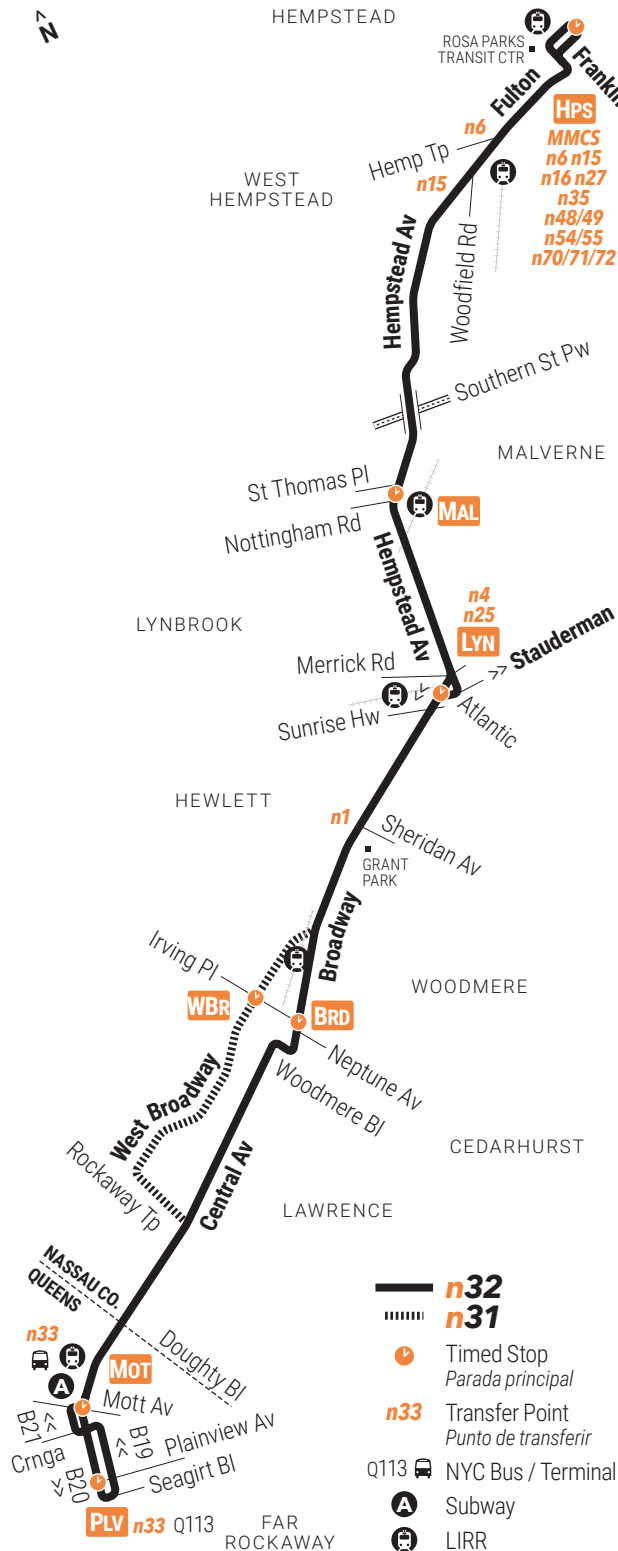 N
HEMPSTEAD
ROSA PARKS
TRANSIT CTR
Franklin
Fulton
HPS
MMCS
n6 n15
n16 n27
n35
n48/49
n54/55
n70/71/72
n6
Hemp Tp
n15
WEST
HEMPSTEAD
Hempstead Av
Woodfield Rd
Southern St Pw
MALVERNE
St Thomas Pl
MAL
Nottingham Rd
Hempstead Av
n4
n25
LYN
LYNBROOK
Stauderman
Merrick Rd
Sunrise Hw
Atlantic
HEWLETT
n1
Sheridan Av
GRANT
PARK
Broadway
Irving Pl
WBR
BRD
WOODMERE
Neptune Av
Woodmere Bl
West Broadway
CEDARHURST
Rockaway Tp
Central Av
LAWRENCE
NASSAU CO.
QUEENS
n33
Doughty Bl
MOT
A
Mott Av
B21
B19
Crnga
B20
Plainview Av
Seagirt Bl
PLV n33 Q113
FAR
ROCKAWAY
n32
n31
Timed Stop
Parada principal
n33 Transfer Point
Punto de transferir
Q113 NYC Bus / Terminal
A Subway
LIRR